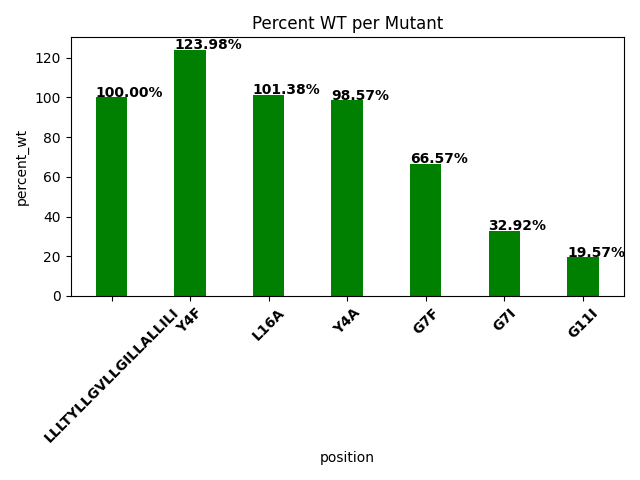 Percent WT per Mutant
percent_wt
120
100
80
60
40
20
0
100.00%
123.98%
101.38%
98.57%
66.57%
32.92%
19.57%
LLLTYLLGVLLGILLALLILI
Y4F
L16A
Y4A
G7F
G7I
G11I
position